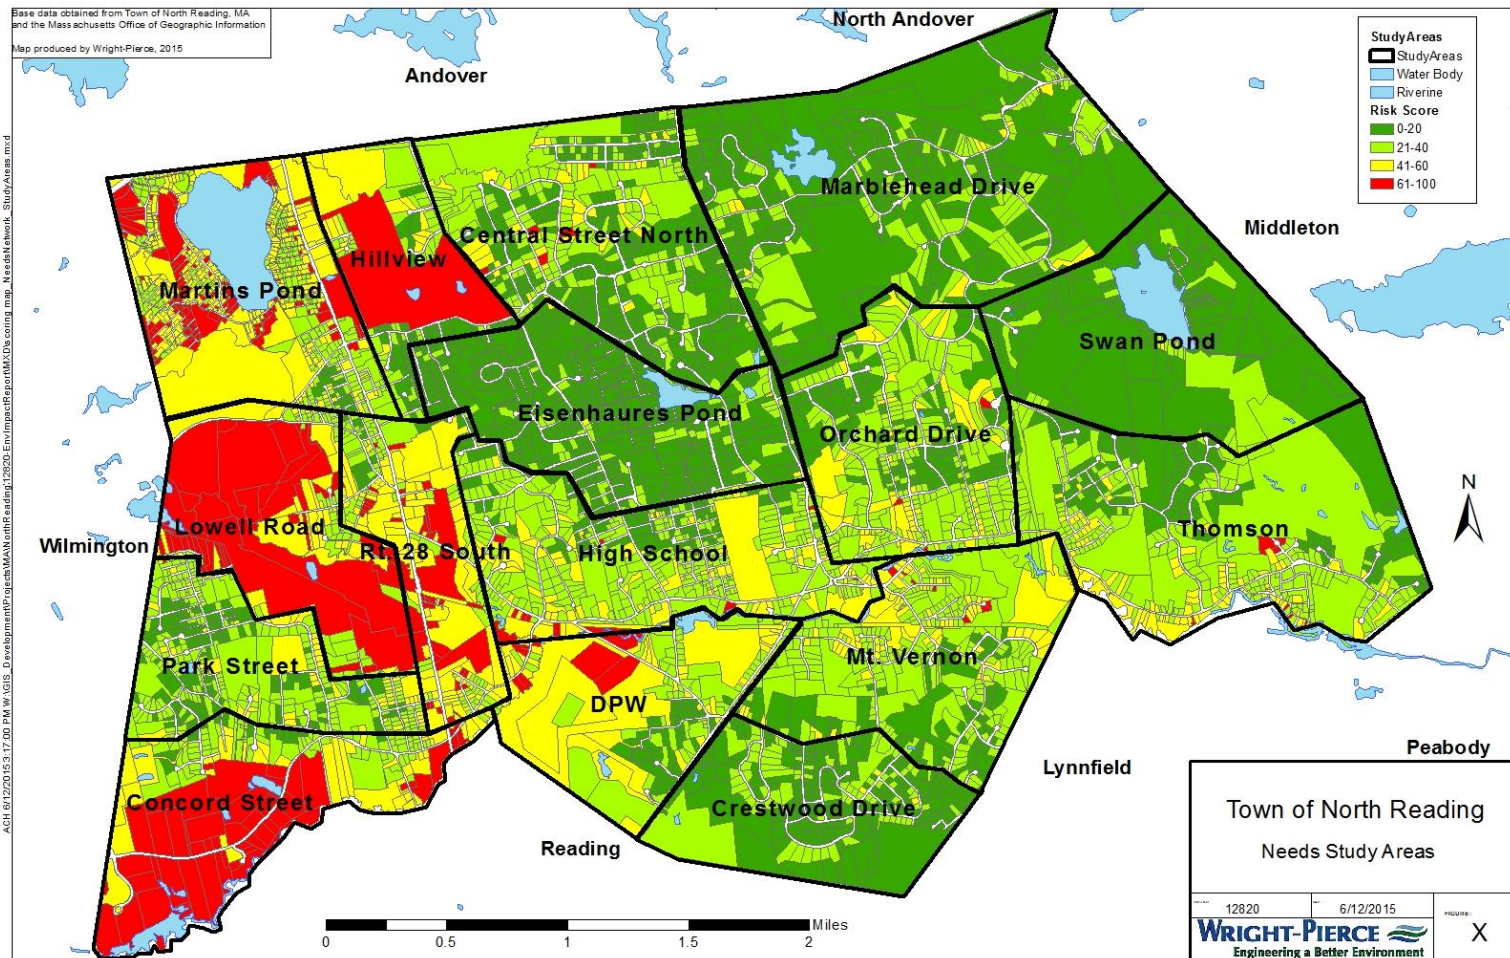 Base data obtained from Town of North Reading, MA
and the Massachusetts Office of Geographic Information
Map produced by Wright-Pierce, 2015
North Andover
Andover
StudyAreas
StudyAreas
Water Body
Riverine
Risk Score
0-20
21-40
41-60
61-100
Marblehead Drive
Middleton
Central Street North
Hillview
Martins Pond
Swan Pond
Eisenhaures Pond
Orchard Drive
N
Lowell Road
Wilmington
Rt. 28 South
High School
Thomson
Park Street
Mt. Vernon
DPW
Peabody
Lynnfield
Concord Street
Crestwood Drive
Reading
Miles
0 0.5 1 1.5 2
Town of North Reading
Needs Study Areas
12820 6/12/2015
FIGURE:
X
WRIGHT-PIERCE
Engineering a Better Environment